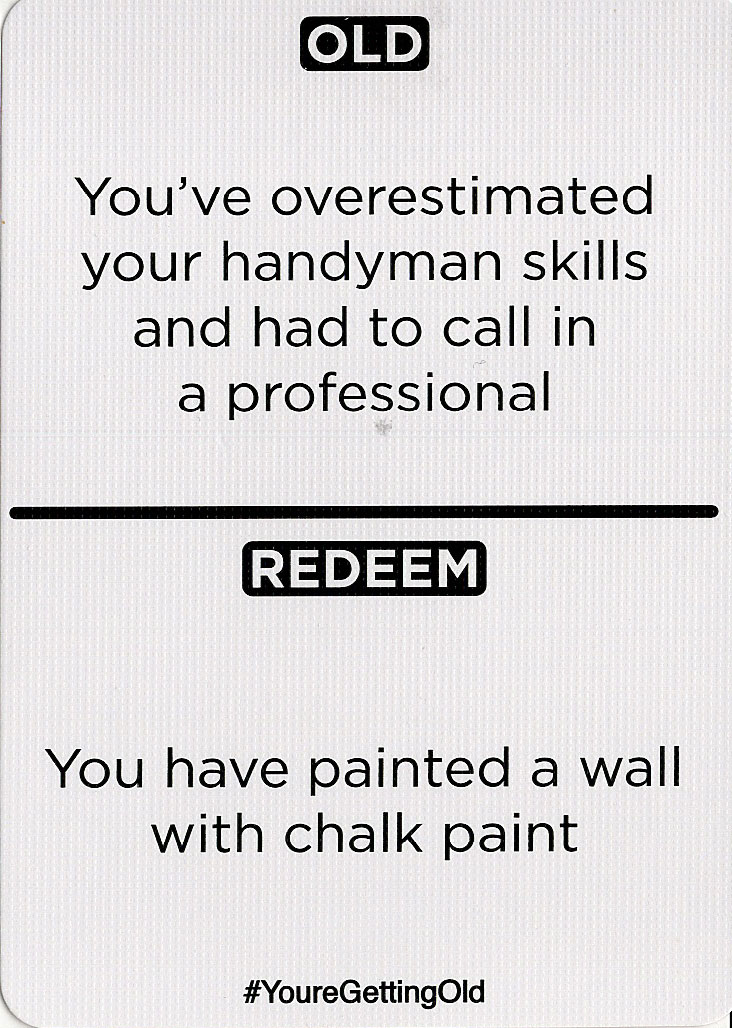 OLD
You’ve overestimated
your handyman skills
and had to call in
a professional
REDEEM
You have painted a wall
with chalk paint
#YoureGettingOld